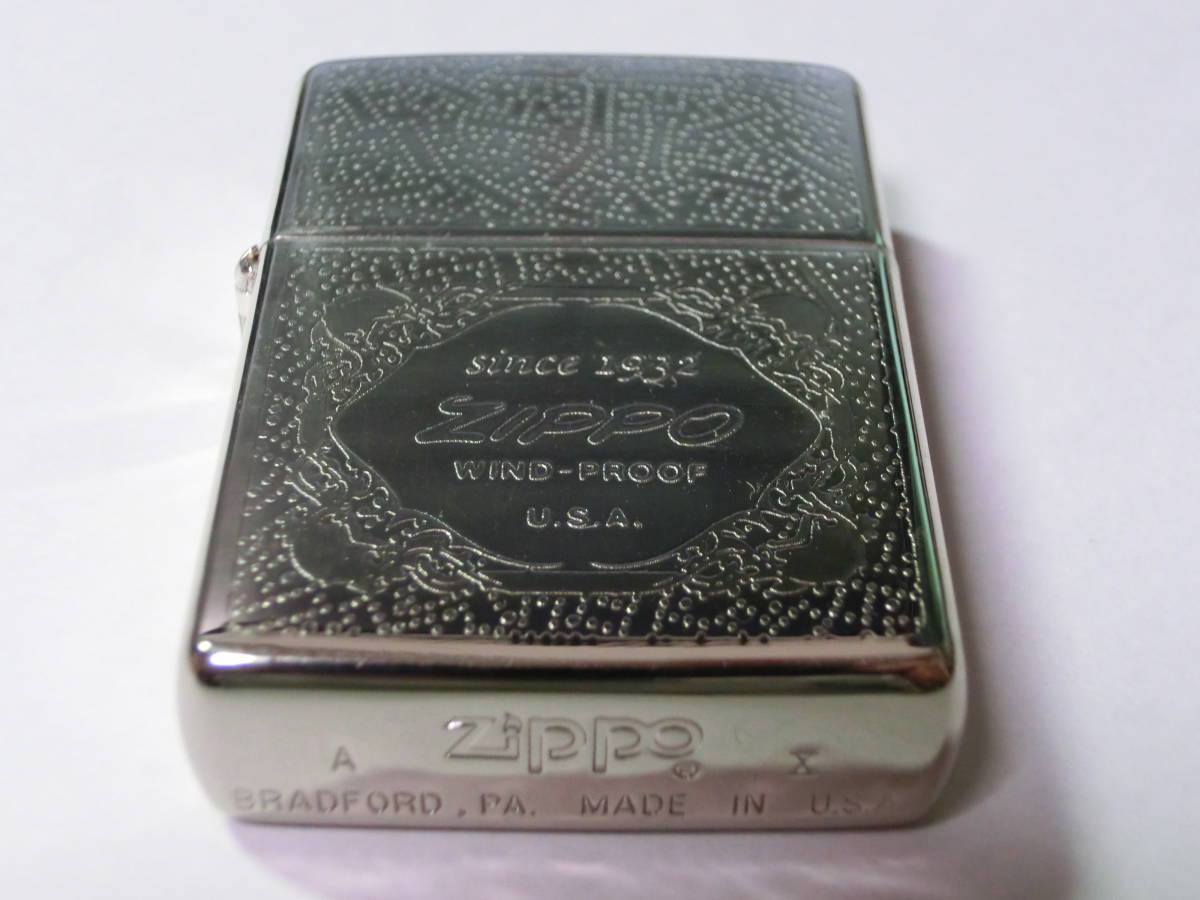 since 1932
ZIPPO
WIND-PROOF
U.S.A.
A Zippo® X
BRADFORD, PA. MADE IN U.S.A.